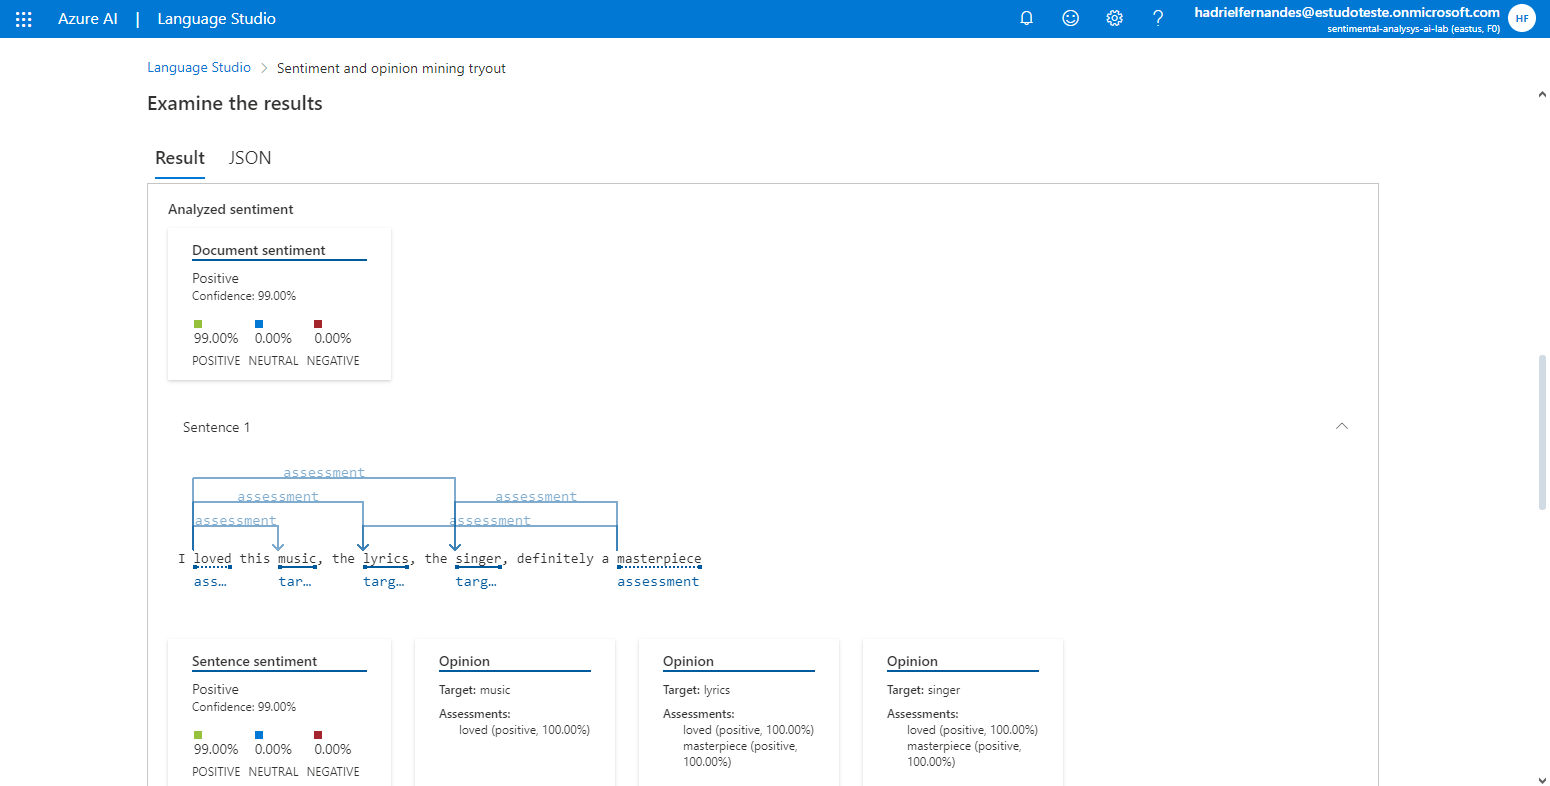 Azure AI | Language Studio
hadrielfernandes@estudoteste.onmicrosoft.com
sentimental-analysys-ai-lab (eastus, F0)
HF
Language Studio > Sentiment and opinion mining tryout
Examine the results
Result JSON
Analyzed sentiment
Document sentiment
Positive
Confidence: 99.00%
99.00% 0.00% 0.00%
POSITIVE NEUTRAL NEGATIVE
Sentence 1
assessment
assessment assessment
assessment assessment
I loved this music, the lyrics, the singer, definitely a masterpiece
ass… tar… targ… targ… assessment
Sentence sentiment
Positive
Confidence: 99.00%
99.00% 0.00% 0.00%
POSITIVE NEUTRAL NEGATIVE
Opinion
Target: music
Assessments:
loved (positive, 100.00%)
Opinion
Target: lyrics
Assessments:
loved (positive, 100.00%)
masterpiece (positive,
100.00%)
Opinion
Target: singer
Assessments:
loved (positive, 100.00%)
masterpiece (positive,
100.00%)